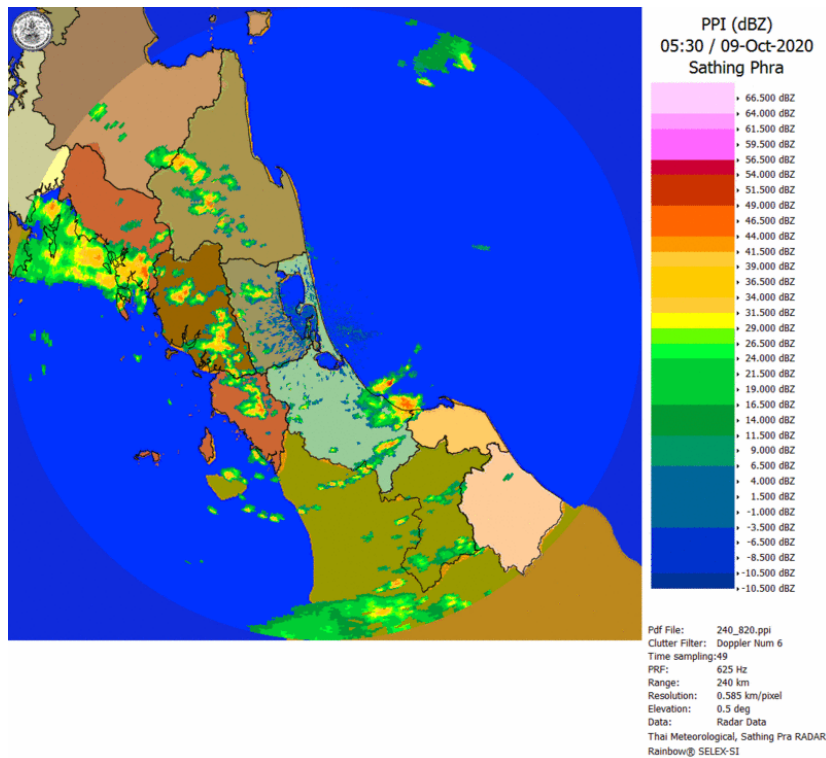 PPI (dBZ)
05:30 / 09-Oct-2020
Sathing Phra
66.500 dBZ
64.000 dBZ
61.500 dBZ
59.500 dBZ
56.500 dBZ
54.000 dBZ
51.500 dBZ
49.000 dBZ
46.500 dBZ
44.000 dBZ
41.500 dBZ
39.000 dBZ
36.500 dBZ
34.000 dBZ
31.500 dBZ
29.000 dBZ
26.500 dBZ
24.000 dBZ
21.500 dBZ
19.000 dBZ
16.500 dBZ
14.000 dBZ
11.500 dBZ
9.000 dBZ
6.500 dBZ
4.000 dBZ
1.500 dBZ
-1.000 dBZ
-3.500 dBZ
-6.500 dBZ
-8.500 dBZ
-10.500 dBZ
-10.500 dBZ
Pdf File: 240_820.ppi
Clutter Filter: Doppler Num 6
Time sampling:49
PRF: 625 Hz
Range: 240 km
Resolution: 0.585 km/pixel
Elevation: 0.5 deg
Data: Radar Data
Thai Meteorological, Sathing Pra RADAR
Rainbow® SELEX-SI